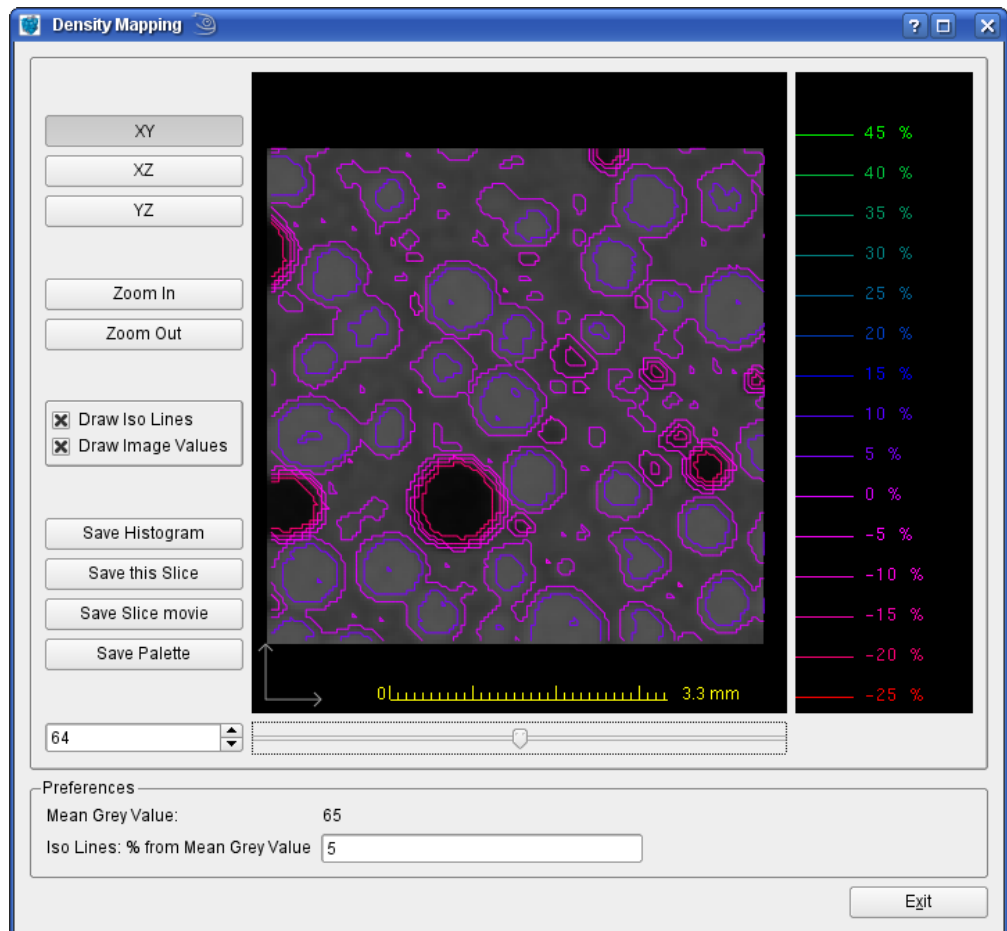 Density Mapping
XY
XZ
YZ
Zoom In
Zoom Out
Draw Iso Lines
Draw Image Values
Save Histogram
Save this Slice
Save Slice movie
Save Palette
64
0 3.3 mm
45 %
40 %
35 %
30 %
25 %
20 %
15 %
10 %
5 %
0 %
-5 %
-10 %
-15 %
-20 %
-25 %
Preferences
Mean Grey Value: 65
Iso Lines: % from Mean Grey Value 5
Exit